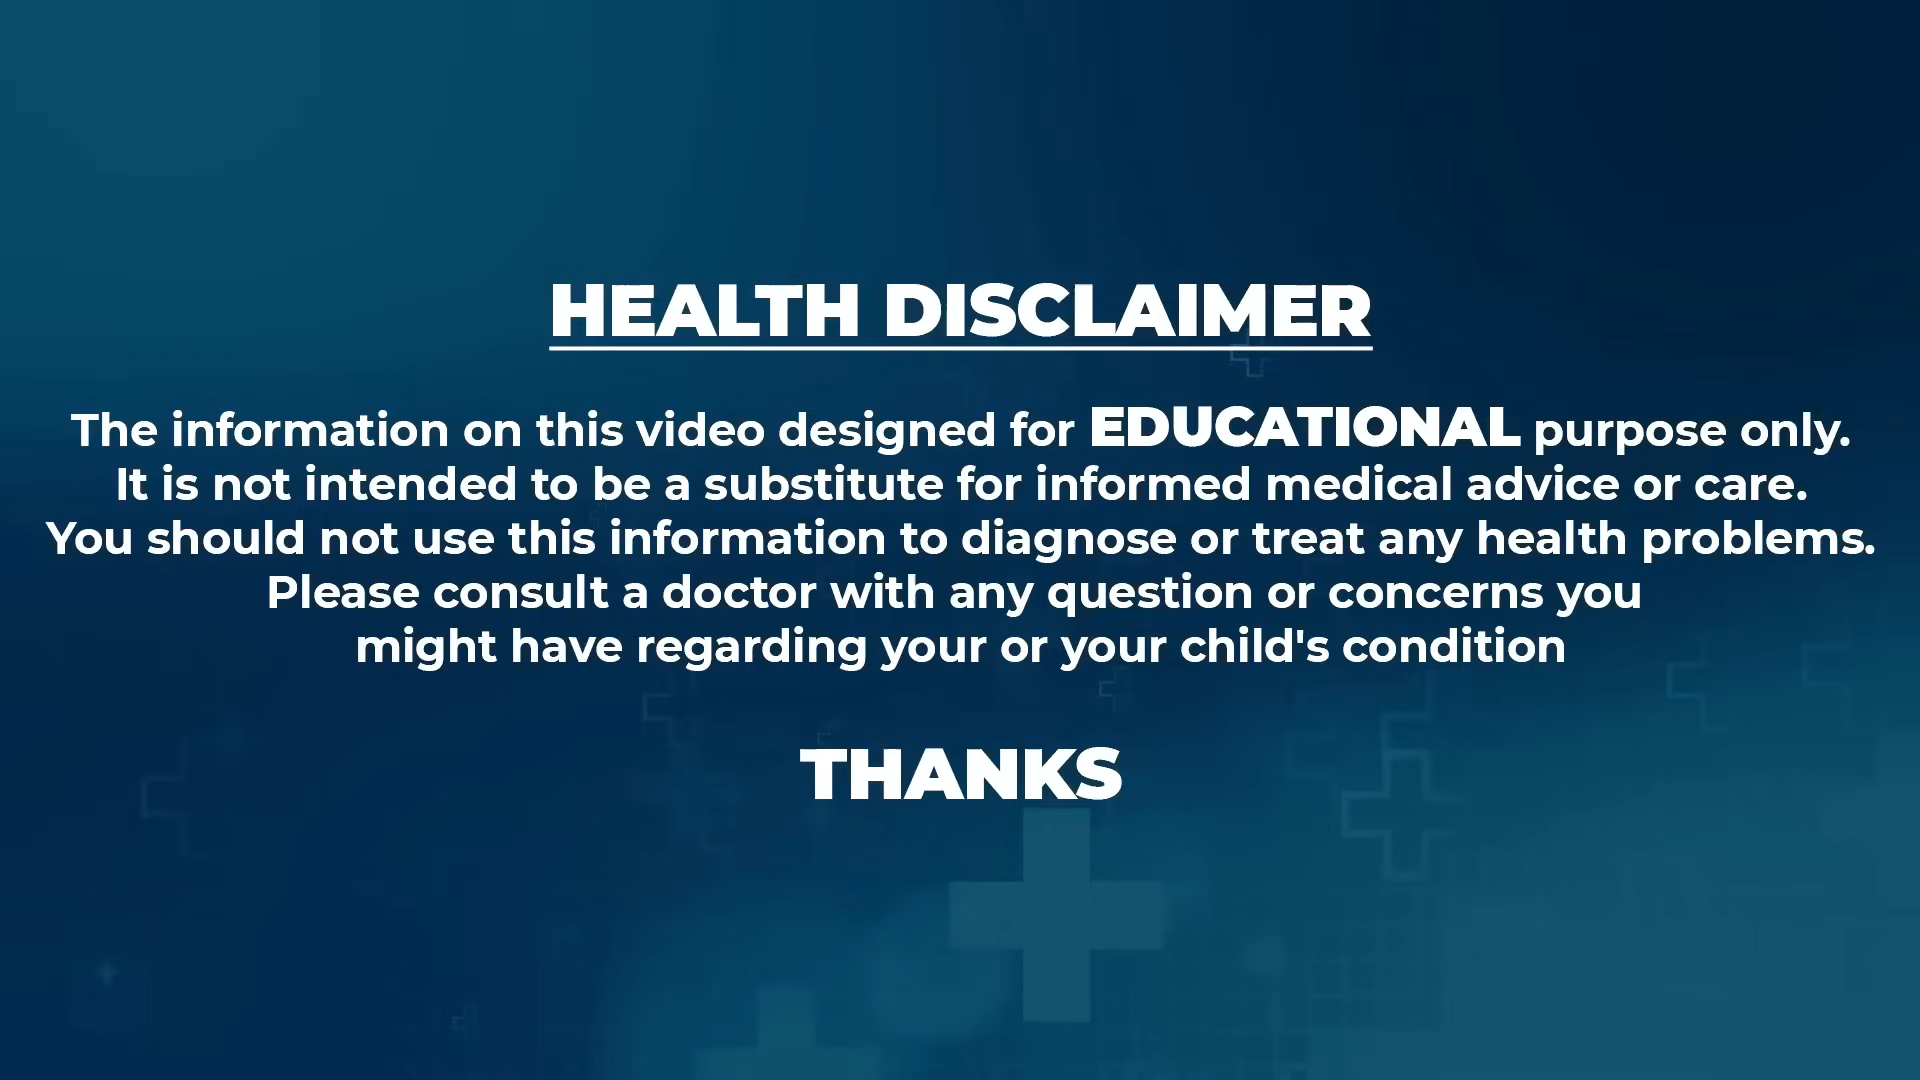 HEALTH DISCLAIMER
The information on this video designed for EDUCATIONAL purpose only.
It is not intended to be a substitute for informed medical advice or care.
You should not use this information to diagnose or treat any health problems.
Please consult a doctor with any question or concerns you
might have regarding your or your child's condition
THANKS